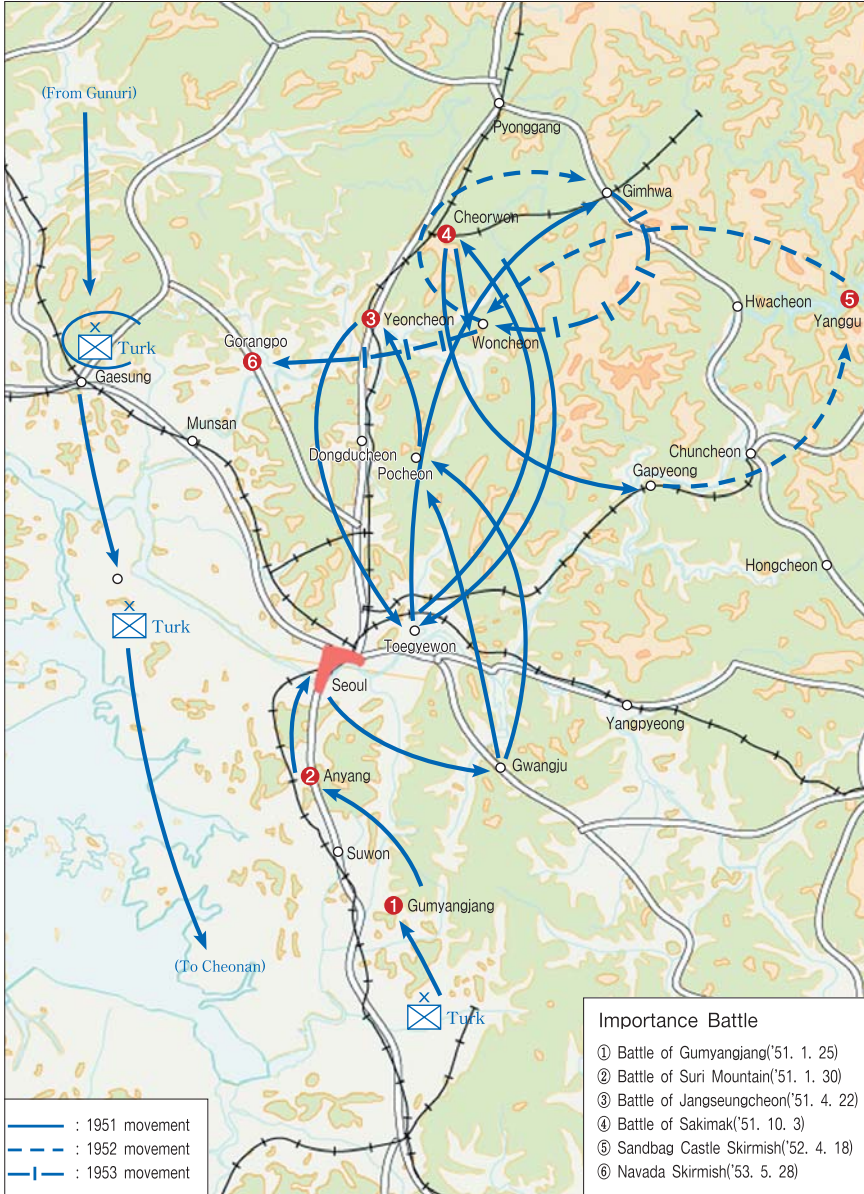 (From Gunuri)
Pyonggang
Gimhwa
Cheorwon
④
⑤
Yanggu
Hwacheon
③ Yeoncheon
Woncheon
Gorangpo
⑥
Turk
Gaesung
Munsan
Dongducheon
Pocheon
Chuncheon
Gapyeong
Hongcheon
Turk
Toegyewon
Seoul
Yangpyeong
Gwangju
② Anyang
Suwon
① Gumyangjang
(To Cheonan)
Turk
Importance Battle
① Battle of Gumyangjang('51. 1. 25)
② Battle of Suri Mountain('51. 1. 30)
③ Battle of Jangseungcheon('51. 4. 22)
④ Battle of Sakimak('51. 10. 3)
⑤ Sandbag Castle Skirmish('52. 4. 18)
⑥ Navada Skirmish('53. 5. 28)
: 1951 movement
: 1952 movement
: 1953 movement